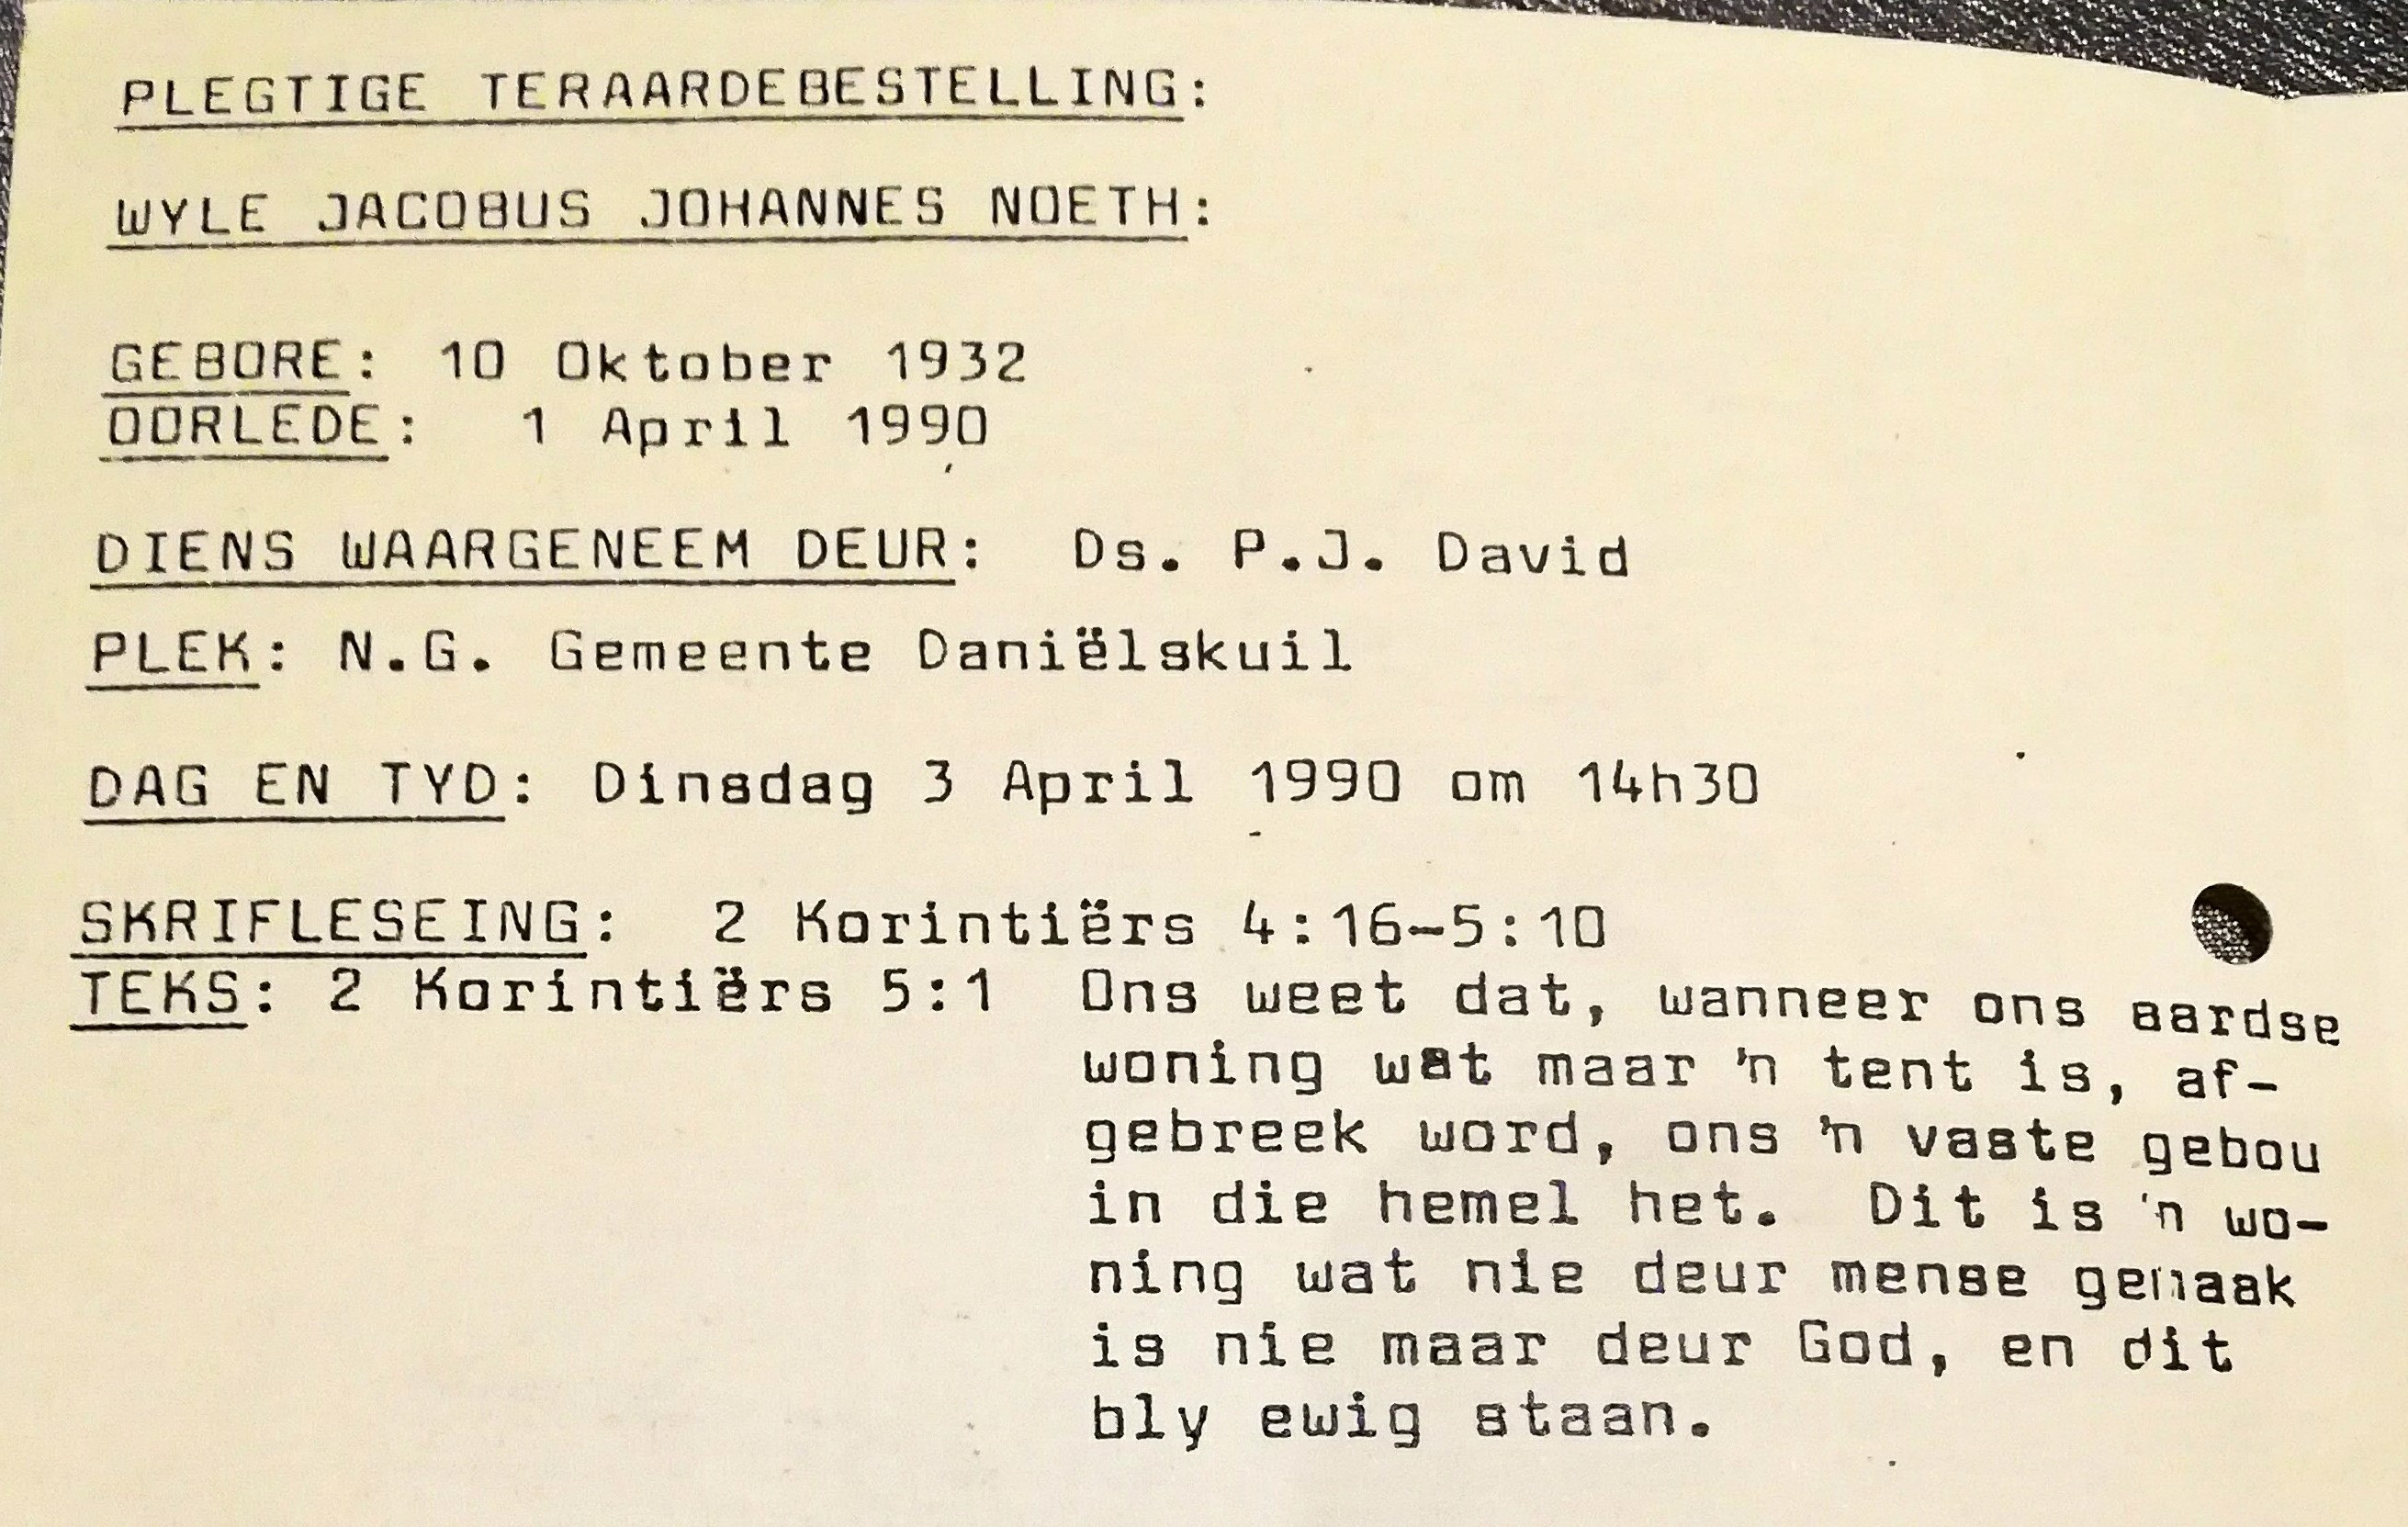 PLEGTIGE TERAARDEBESTELLING:
WYLE JACOBUS JOHANNES NOETH:
GEBORE: 10 Oktober 1932
OORLEDE: 1 April 1990
DIENS WAARGENEEM DEUR: Ds. P.J. David
PLEK: N.G. Gemeente Daniëlskuil
DAG EN TYD: Dinsdag 3 April 1990 om 14h30
SKRIFLESEING: 2 Korintiërs 4:16-5:10
TEKS: 2 Korintiërs 5:1 Ons weet dat, wanneer ons aardse
woning wat maar 'n tent is, af-
gebreek word, ons 'n vaste gebou
in die hemel het. Dit is 'n wo-
ning wat nie deur mense gemaak
is nie maar deur God, en dit
bly ewig staan.